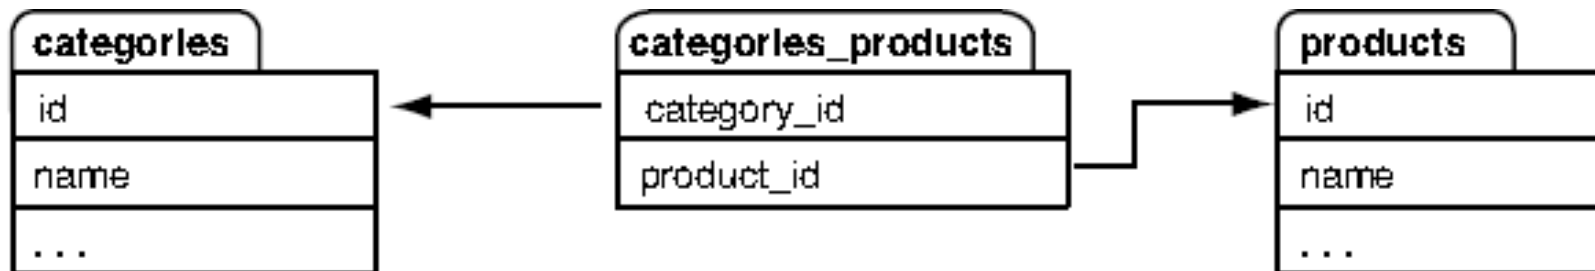 categories
id
name
. . .
categories_products
category_id
product_id
products
id
name
. . .